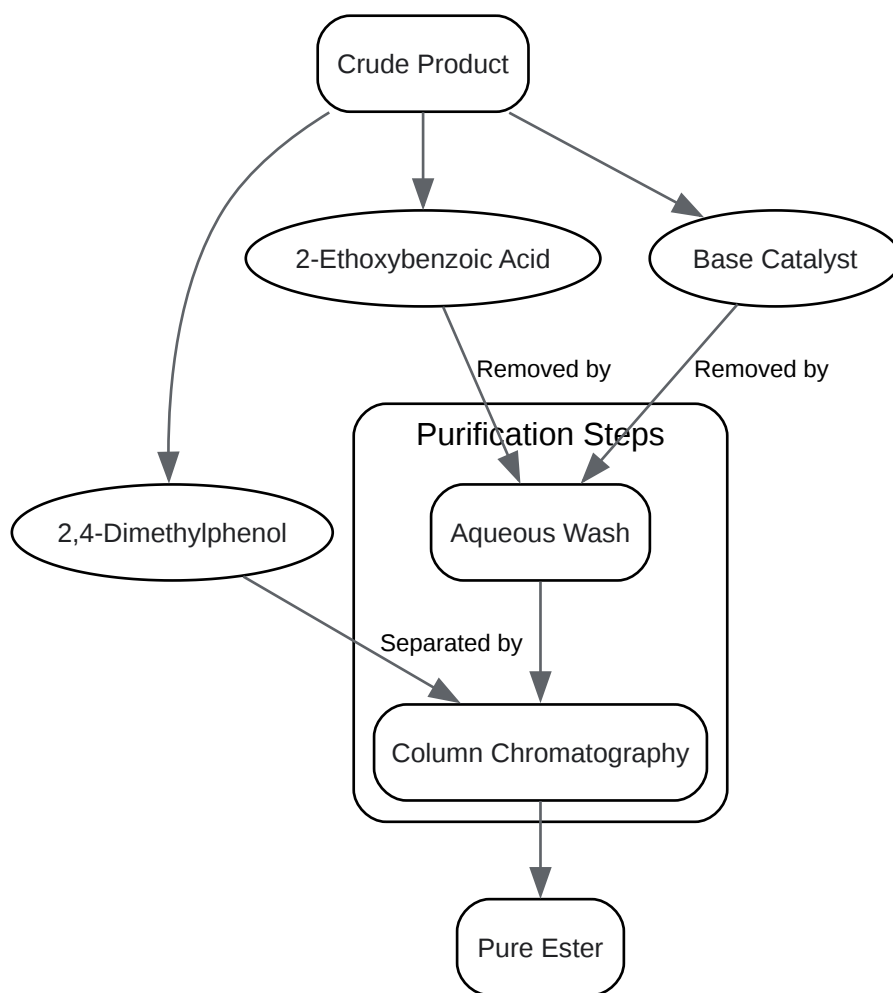 Crude Product
2-Ethoxybenzoic Acid
Base Catalyst
Removed by
Removed by
Purification Steps
2,4-Dimethylphenol
Aqueous Wash
Separated by
Column Chromatography
Pure Ester